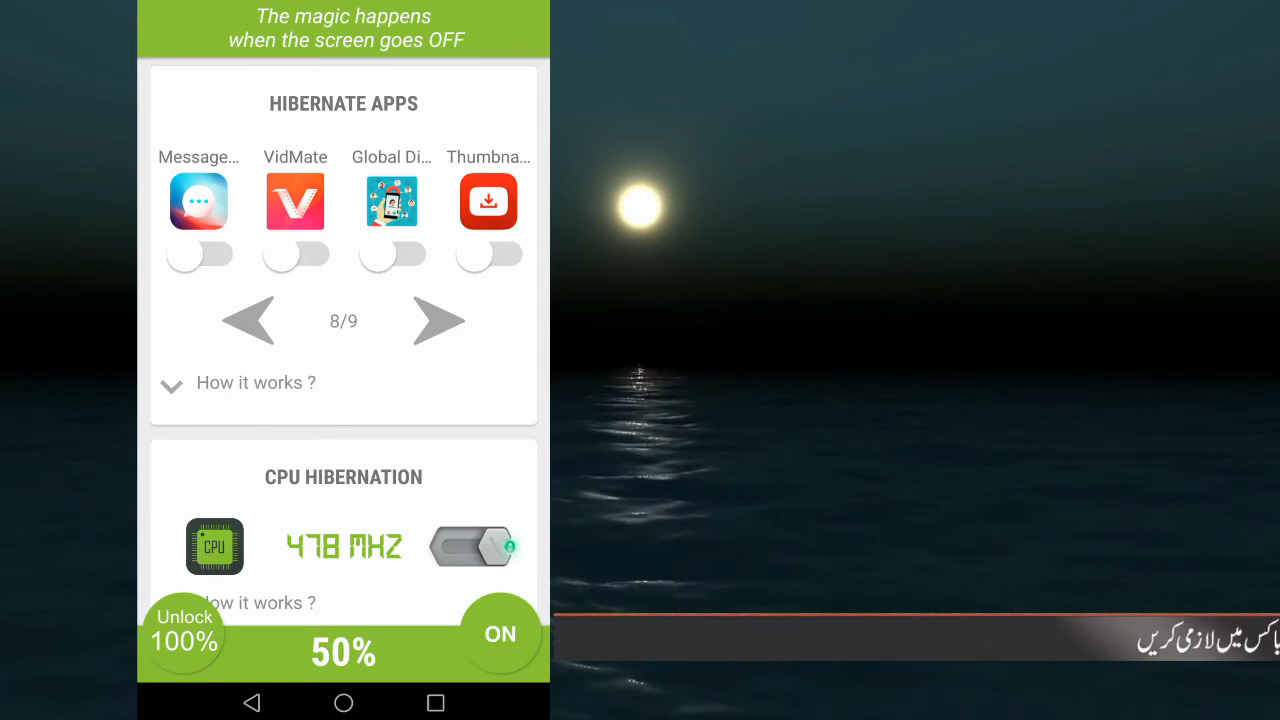 The magic happens
when the screen goes OFF
HIBERNATE APPS
Message... VidMate Global Di... Thumbna...
8/9
How it works ?
CPU HIBERNATION
CPU 478 MHZ
ow it works ?
Unlock
100%
50%
ON
باکس میں لازمی کریں